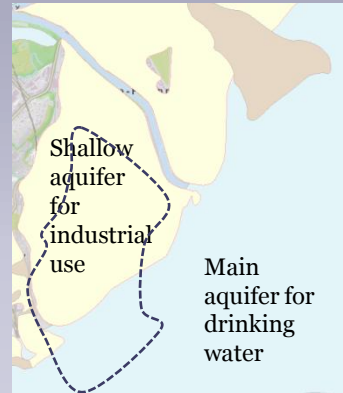 Shallow
aquifer
for
industrial
use
Main
aquifer for
drinking
water